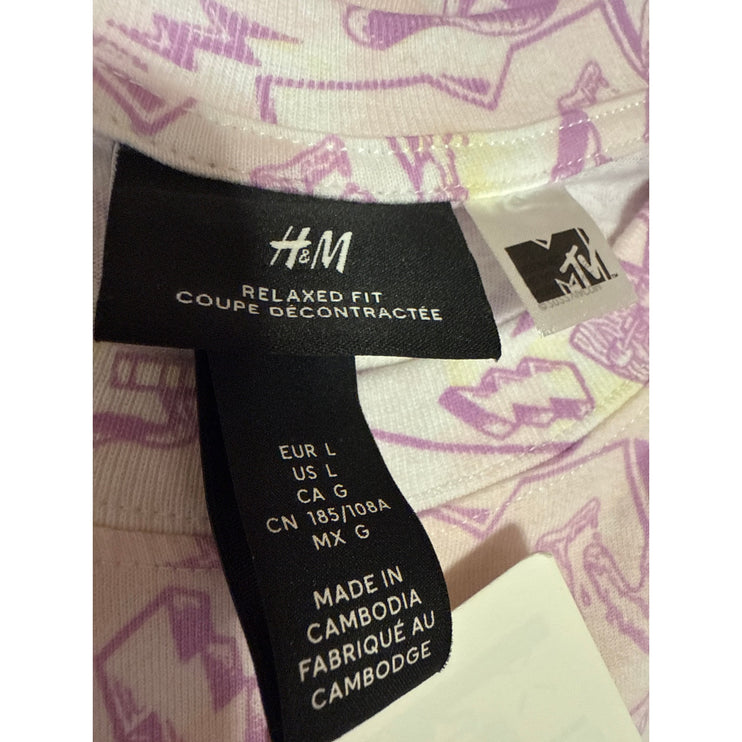 H&M
RELAXED FIT
COUPE DÉCONTRACTÉE
MTV
EUR L
US L
CA G
CN 185/108A
MX G
MADE IN
CAMBODIA
FABRIQUÉ AU
CAMBODGE